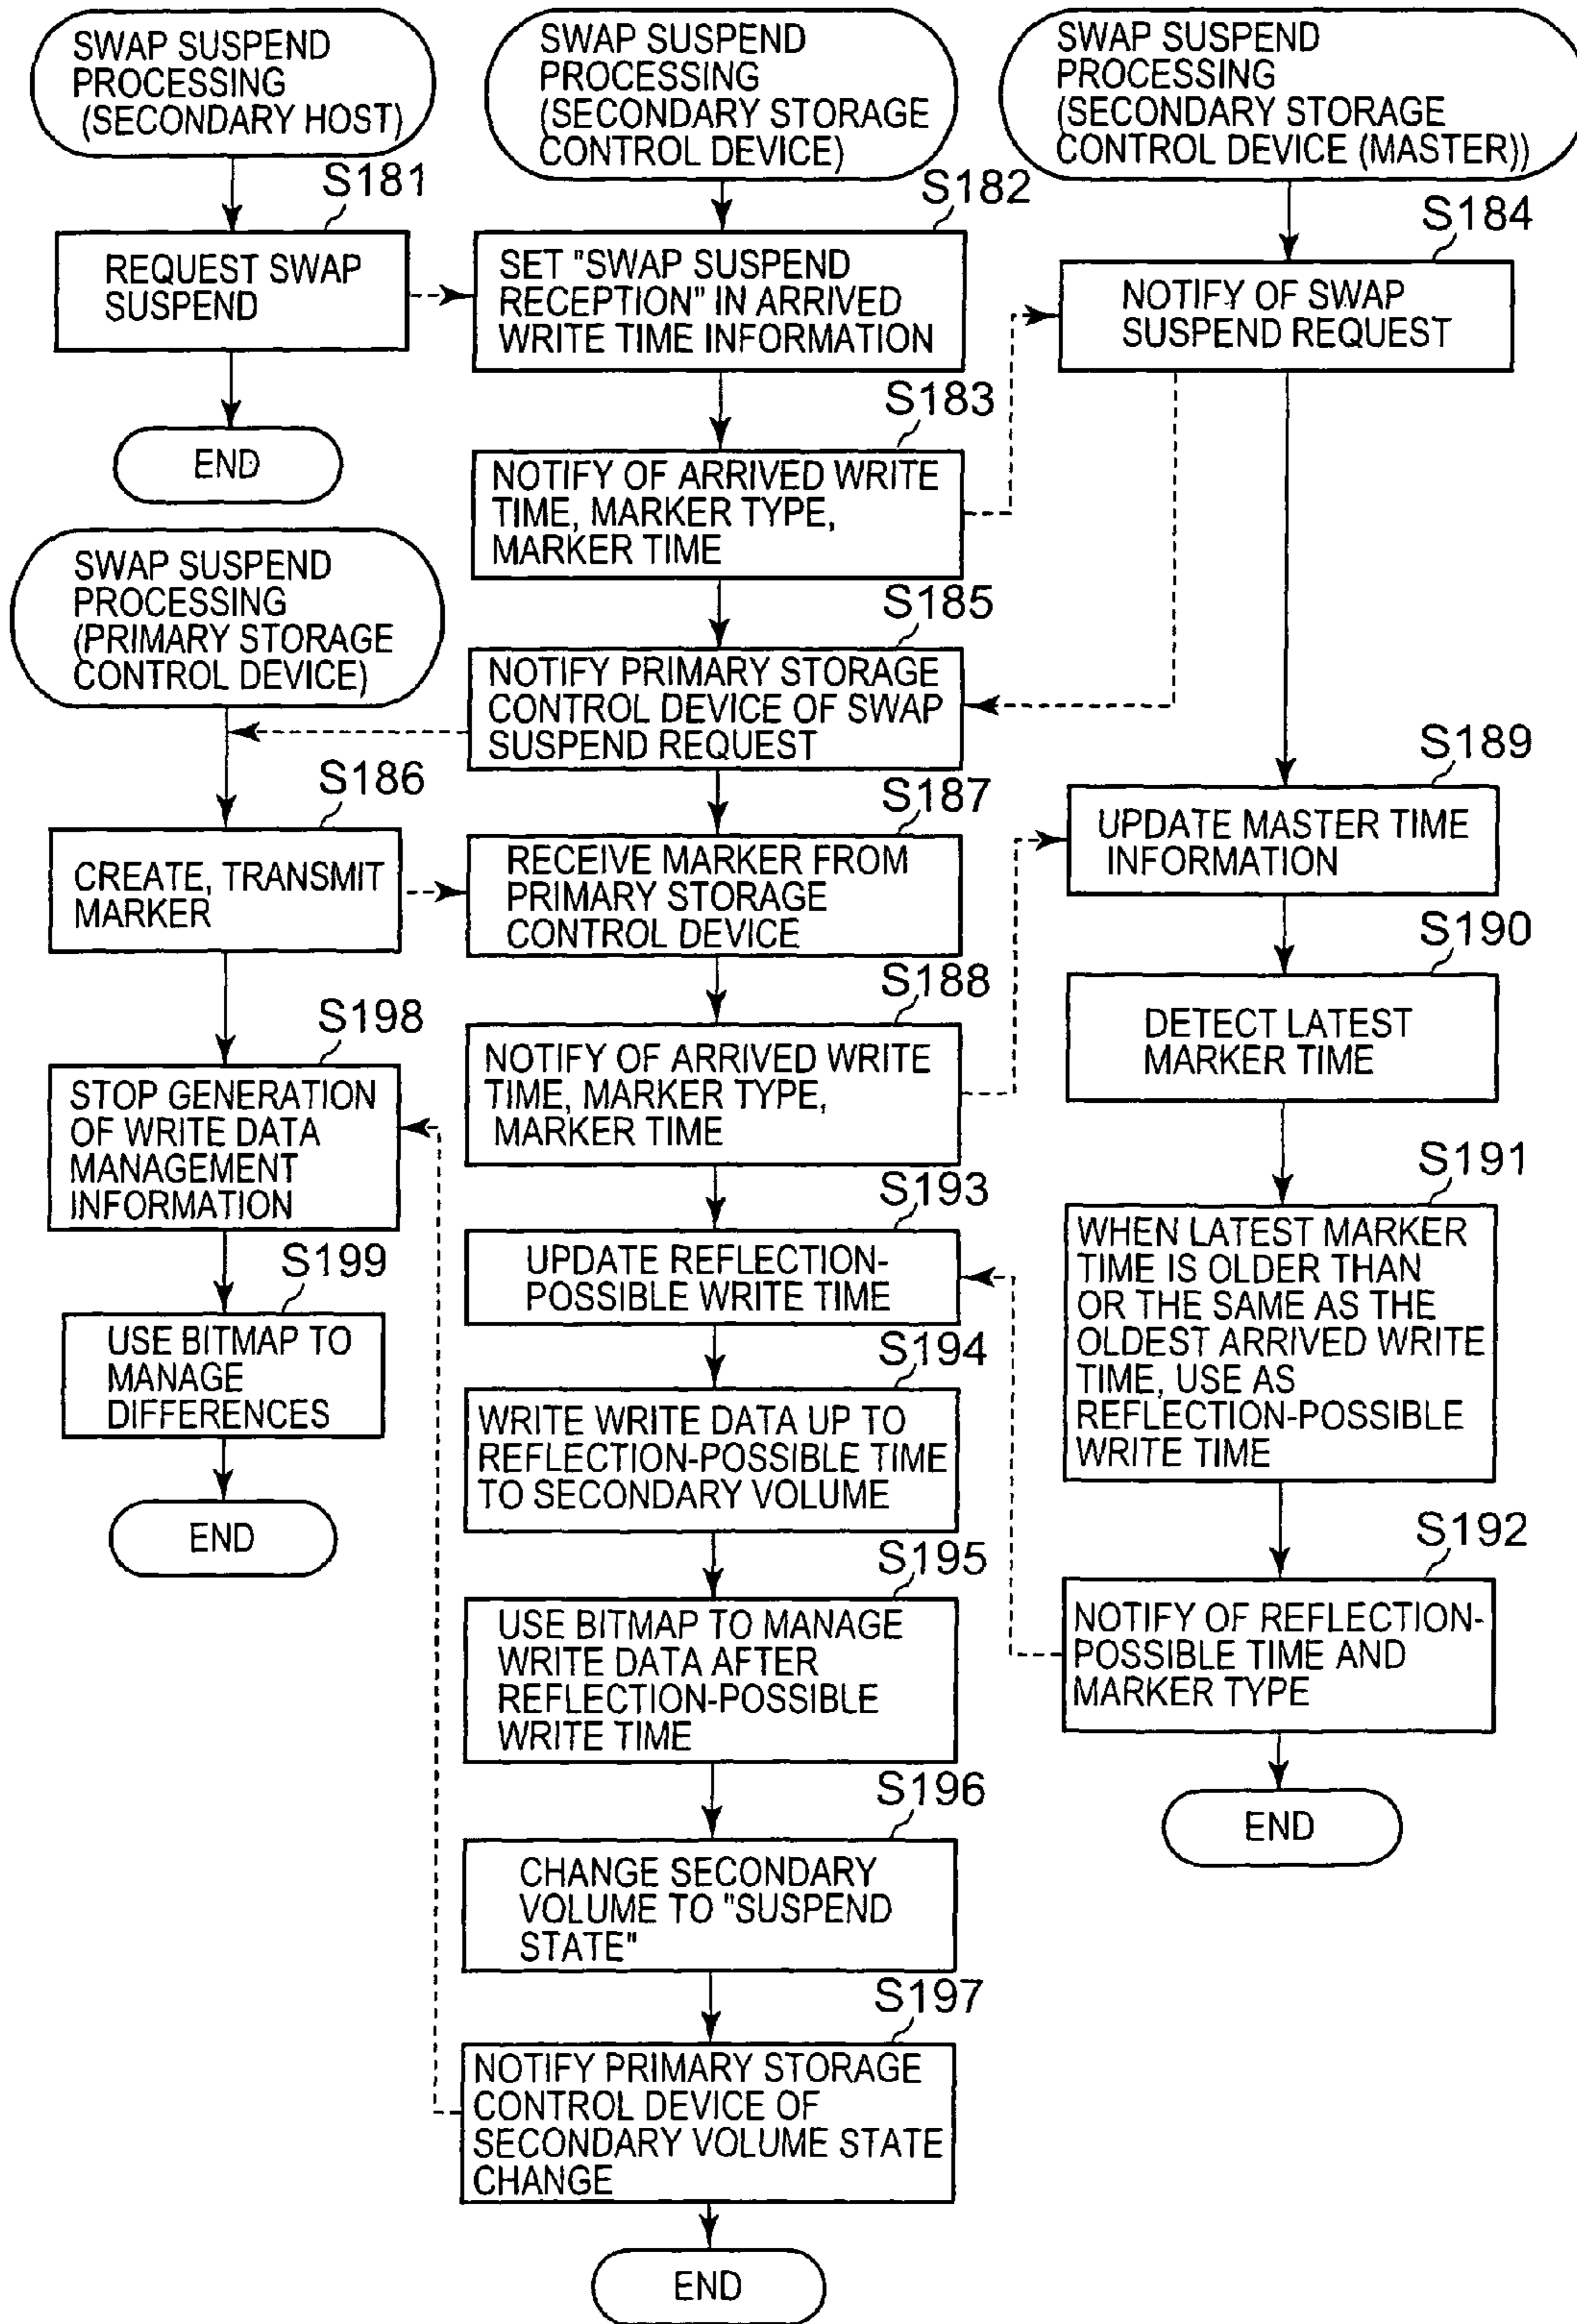 SWAP SUSPEND
PROCESSING
(SECONDARY HOST)
S181
REQUEST SWAP
SUSPEND
END
SWAP SUSPEND
PROCESSING
(PRIMARY STORAGE
CONTROL DEVICE)
S186
CREATE, TRANSMIT
MARKER
S198
STOP GENERATION
OF WRITE DATA
MANAGEMENT
INFORMATION
S199
USE BITMAP TO
MANAGE
DIFFERENCES
END
SWAP SUSPEND
PROCESSING
(SECONDARY STORAGE
CONTROL DEVICE)
S182
SET "SWAP SUSPEND
RECEPTION" IN ARRIVED
WRITE TIME INFORMATION
S183
NOTIFY OF ARRIVED WRITE
TIME, MARKER TYPE,
MARKER TIME
S185
NOTIFY PRIMARY STORAGE
CONTROL DEVICE OF SWAP
SUSPEND REQUEST
S187
RECEIVE MARKER FROM
PRIMARY STORAGE
CONTROL DEVICE
S188
NOTIFY OF ARRIVED WRITE
TIME, MARKER TYPE,
MARKER TIME
S193
UPDATE REFLECTION-
POSSIBLE WRITE TIME
S194
WRITE WRITE DATA UP TO
REFLECTION-POSSIBLE TIME
TO SECONDARY VOLUME
S195
USE BITMAP TO MANAGE
WRITE DATA AFTER
REFLECTION-POSSIBLE
WRITE TIME
S196
CHANGE SECONDARY
VOLUME TO "SUSPEND
STATE"
S197
NOTIFY PRIMARY STORAGE
CONTROL DEVICE OF
SECONDARY VOLUME STATE
CHANGE
END
SWAP SUSPEND
PROCESSING
(SECONDARY STORAGE
CONTROL DEVICE (MASTER))
S184
NOTIFY OF SWAP
SUSPEND REQUEST
S189
UPDATE MASTER TIME
INFORMATION
S190
DETECT LATEST
MARKER TIME
S191
WHEN LATEST MARKER
TIME IS OLDER THAN
OR THE SAME AS THE
OLDEST ARRIVED WRITE
TIME, USE AS
REFLECTION-POSSIBLE
WRITE TIME
S192
NOTIFY OF REFLECTION-
POSSIBLE TIME AND
MARKER TYPE
END